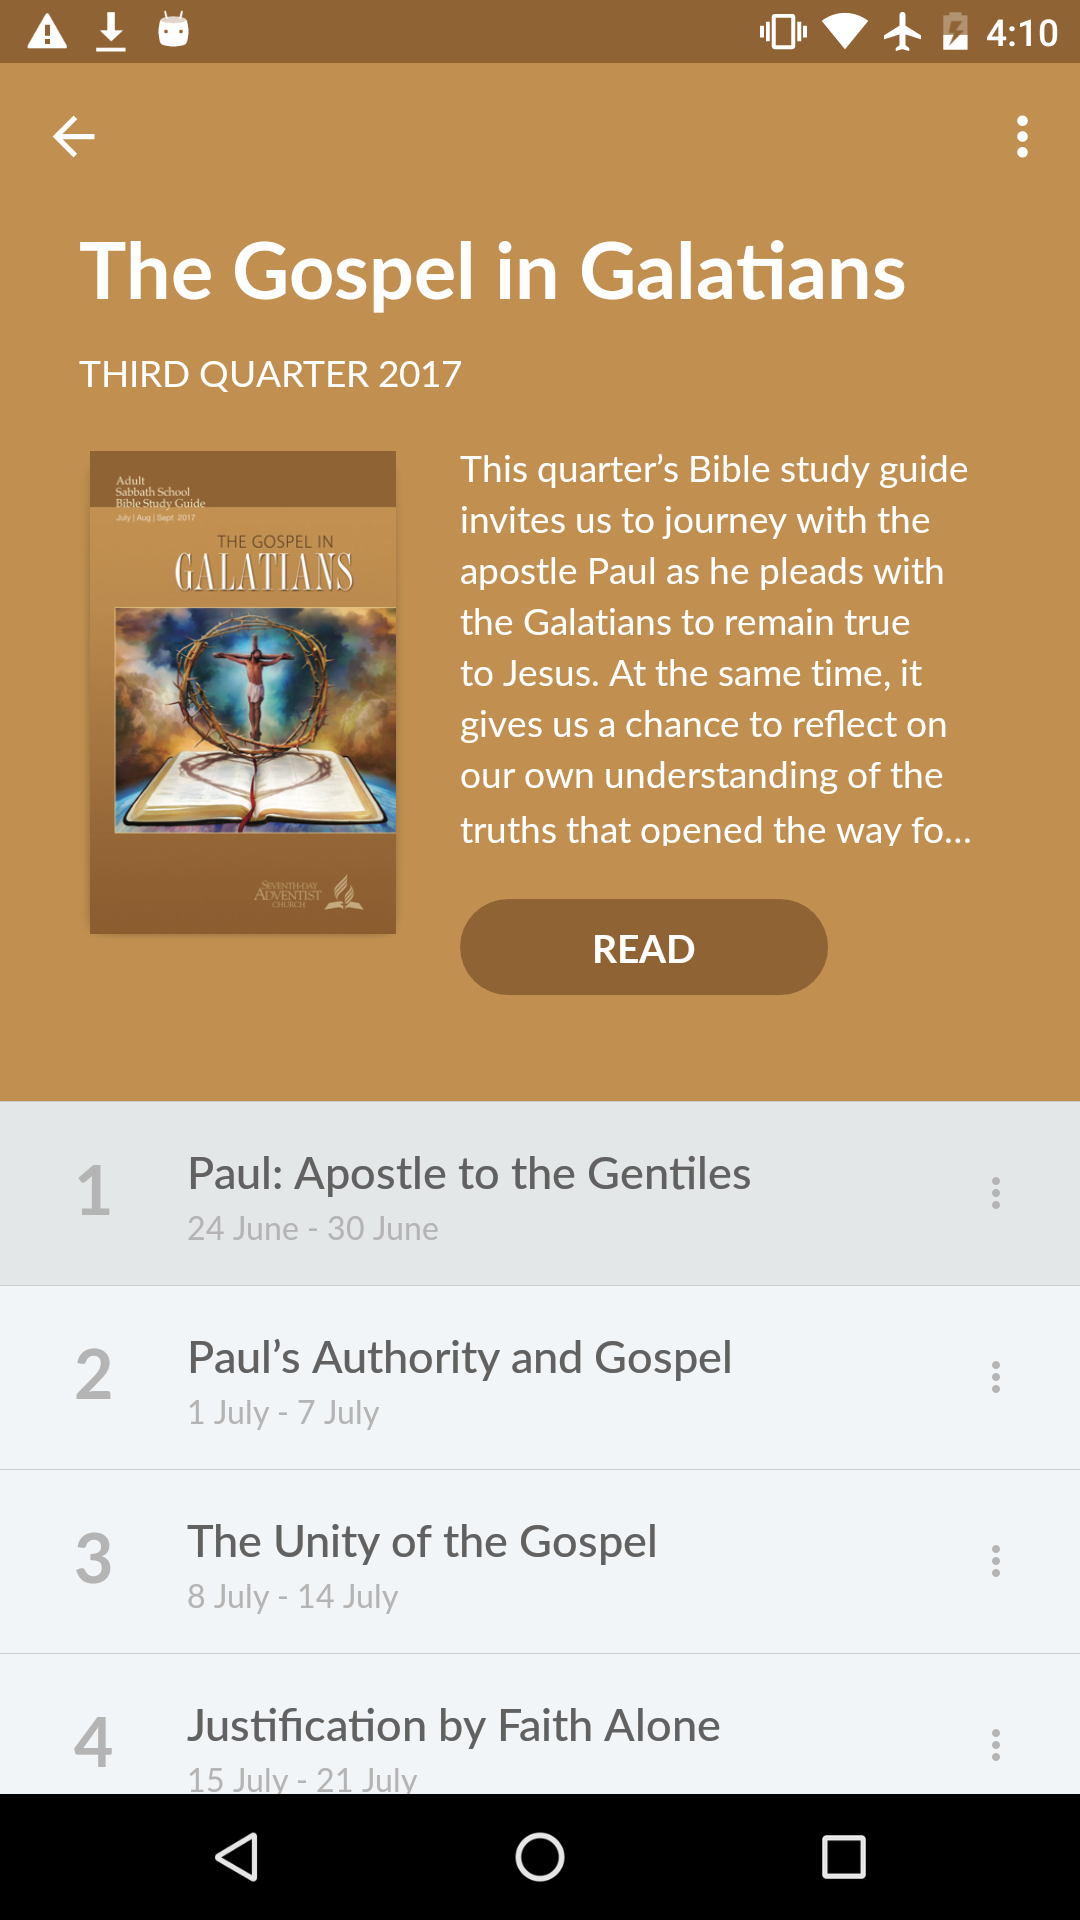 4:10
The Gospel in Galatians
THIRD QUARTER 2017
Adult
Sabbath School
Bible Study Guide
July | Aug | Sept 2017
THE GOSPEL IN
GALATIANS
SEVENTH-DAY
ADVENTIST
CHURCH
This quarter’s Bible study guide
invites us to journey with the
apostle Paul as he pleads with
the Galatians to remain true
to Jesus. At the same time, it
gives us a chance to reflect on
our own understanding of the
truths that opened the way fo...
READ
1
Paul: Apostle to the Gentiles
24 June - 30 June
2
Paul’s Authority and Gospel
1 July - 7 July
3
The Unity of the Gospel
8 July - 14 July
4
Justification by Faith Alone
15 July - 21 July